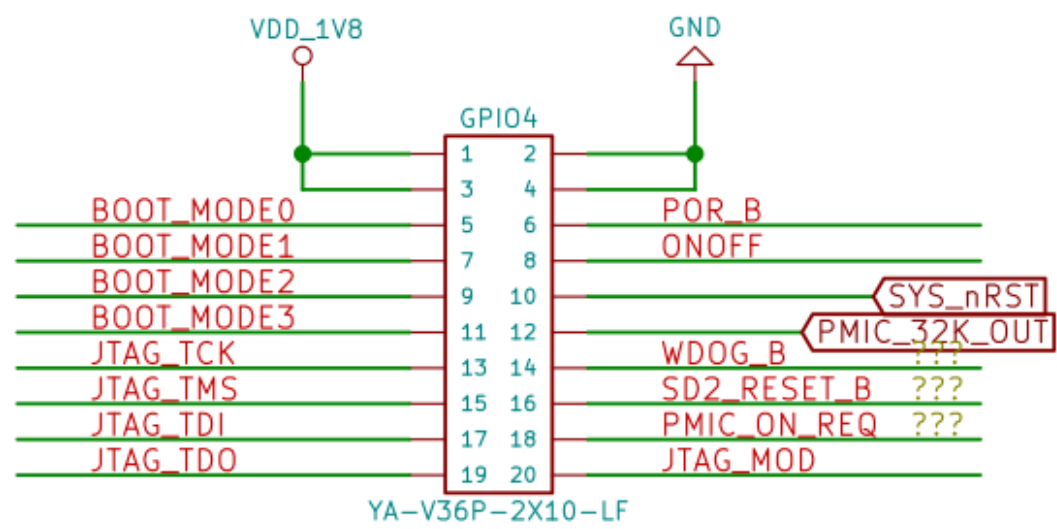 VDD_1V8 GND
GPIO4
1 2
3 4
BOOT_MODE0 5 6 POR_B
BOOT_MODE1 7 8 ONOFF
BOOT_MODE2 9 10 SYS_nRST
BOOT_MODE3 11 12 PMIC_32K_OUT
JTAG_TCK 13 14 WDOG_B ???
JTAG_TMS 15 16 SD2_RESET_B ???
JTAG_TDI 17 18 PMIC_ON_REQ ???
JTAG_TDO 19 20 JTAG_MOD
YA-V36P-2X10-LF